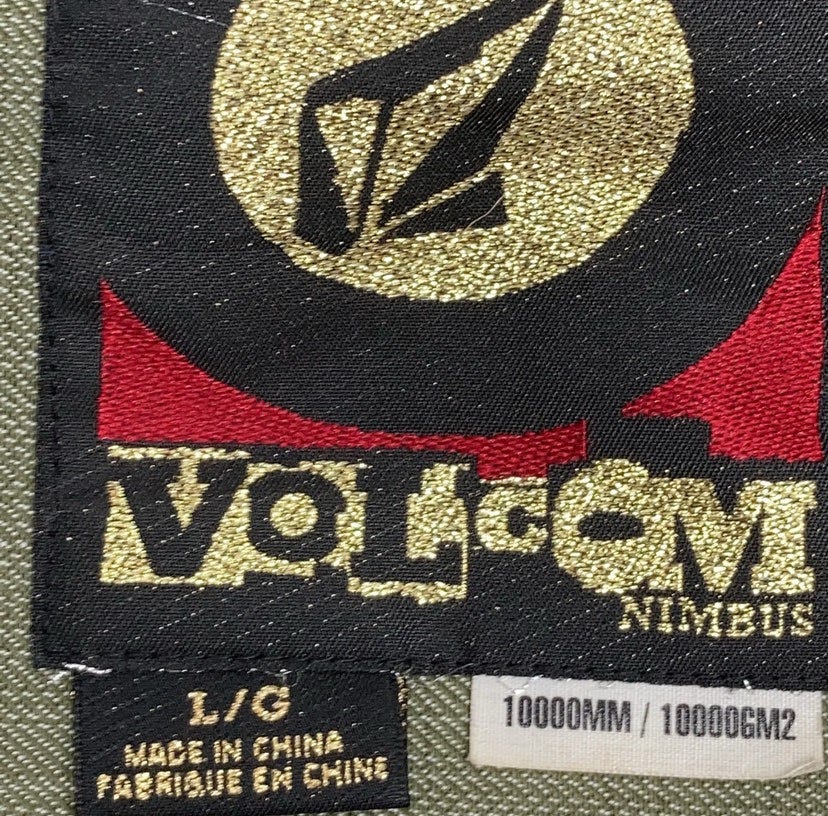 VOLCOM
NIMBUS
L/G
MADE IN CHINA
FABRIQUE EN CHINE
10000MM / 10000GM2